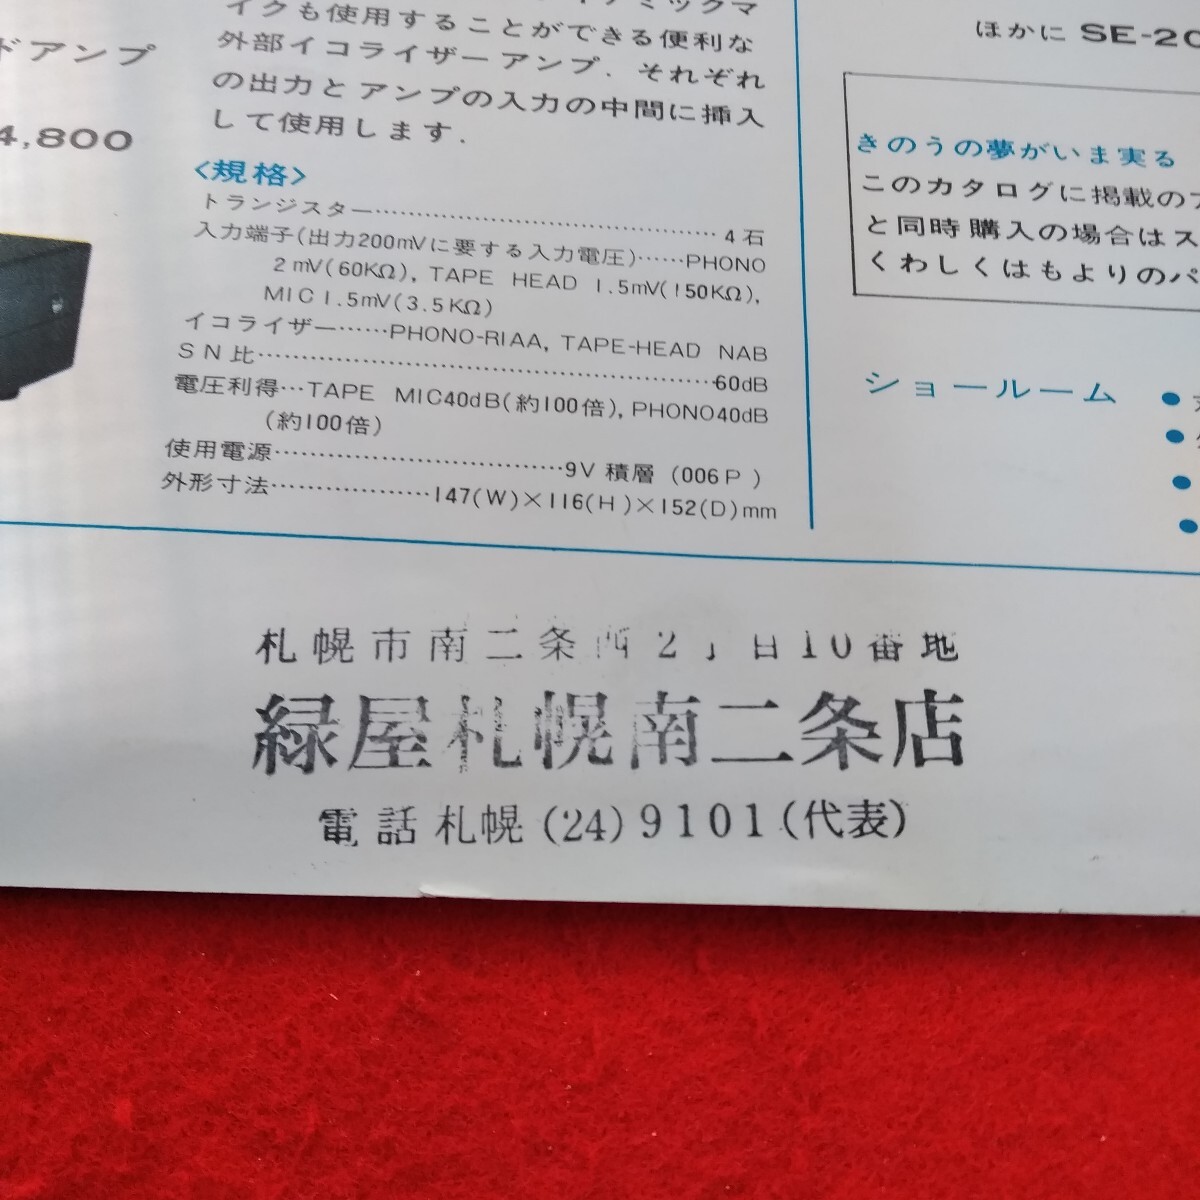 ドアンプ
4,800
イクも使用することができる便利な
外部イコライザーアンプ．それぞれ
の出力とアンプの入力の中間に挿入
して使用します．
<規格>
トランジスター……………………………………4石
入力端子(出力200mVに要する入力電圧)……PHONO
2mV(60KΩ), TAPE HEAD 1.5mV(150KΩ),
MIC 1.5mV(3.5KΩ)
イコライザー……PHONO-RIAA, TAPE-HEAD NAB
SN比……………………………………………60dB
電圧利得…TAPE MIC40dB(約100倍), PHONO40dB
(約100倍)
使用電源……………………………9V 積層 (006P)
外形寸法………………147(W)×116(H)×152(D)mm
ほかに SE-20
きのうの夢がいま実る
このカタログに掲載の
と同時購入の場合はス
くわしくはもよりのパ
ショールーム
札幌市南二条西2丁目10番地
緑屋札幌南二条店
電話 札幌 (24) 9101 (代表)